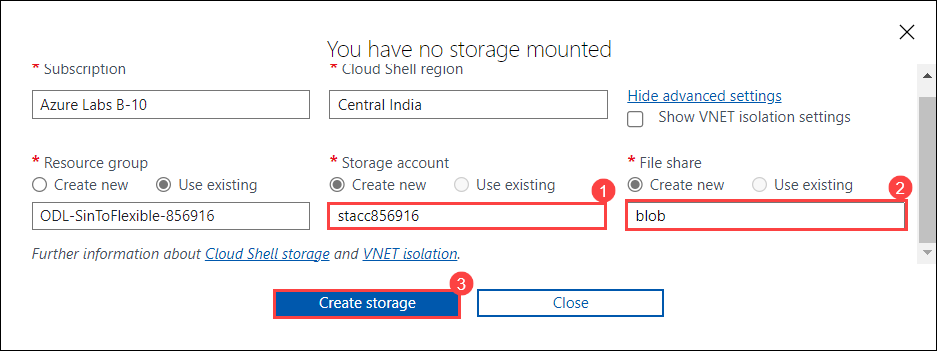 You have no storage mounted
* Subscription
* Cloud Shell region
Azure Labs B-10
Central India
Hide advanced settings
Show VNET isolation settings
* Resource group
* Storage account
* File share
Create new
Use existing
Create new
Use existing
Create new
Use existing
1
2
ODL-SinToFlexible-856916
stacc856916
blob
Further information about Cloud Shell storage and VNET isolation.
3
Create storage
Close